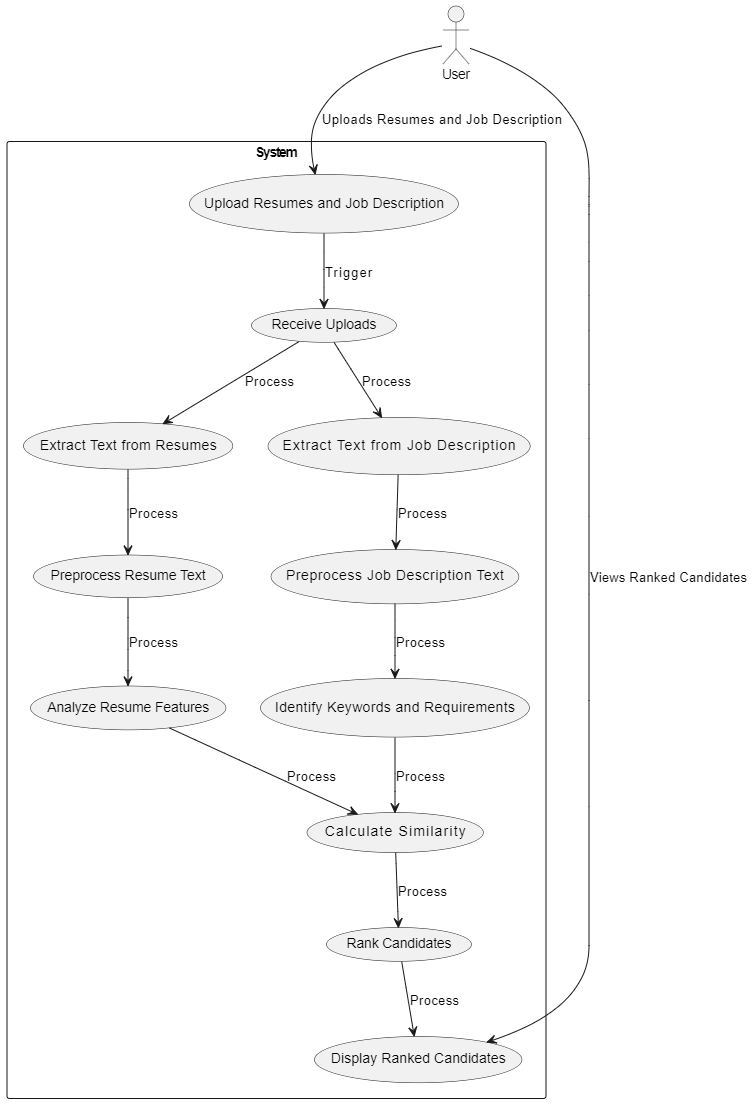 User
Uploads Resumes and Job Description
System
Upload Resumes and Job Description
Trigger
Receive Uploads
Process
Process
Extract Text from Resumes
Extract Text from Job Description
Process
Process
Preprocess Resume Text
Preprocess Job Description Text
Views Ranked Candidates
Process
Process
Analyze Resume Features
Identify Keywords and Requirements
Process
Process
Calculate Similarity
Process
Rank Candidates
Process
Display Ranked Candidates